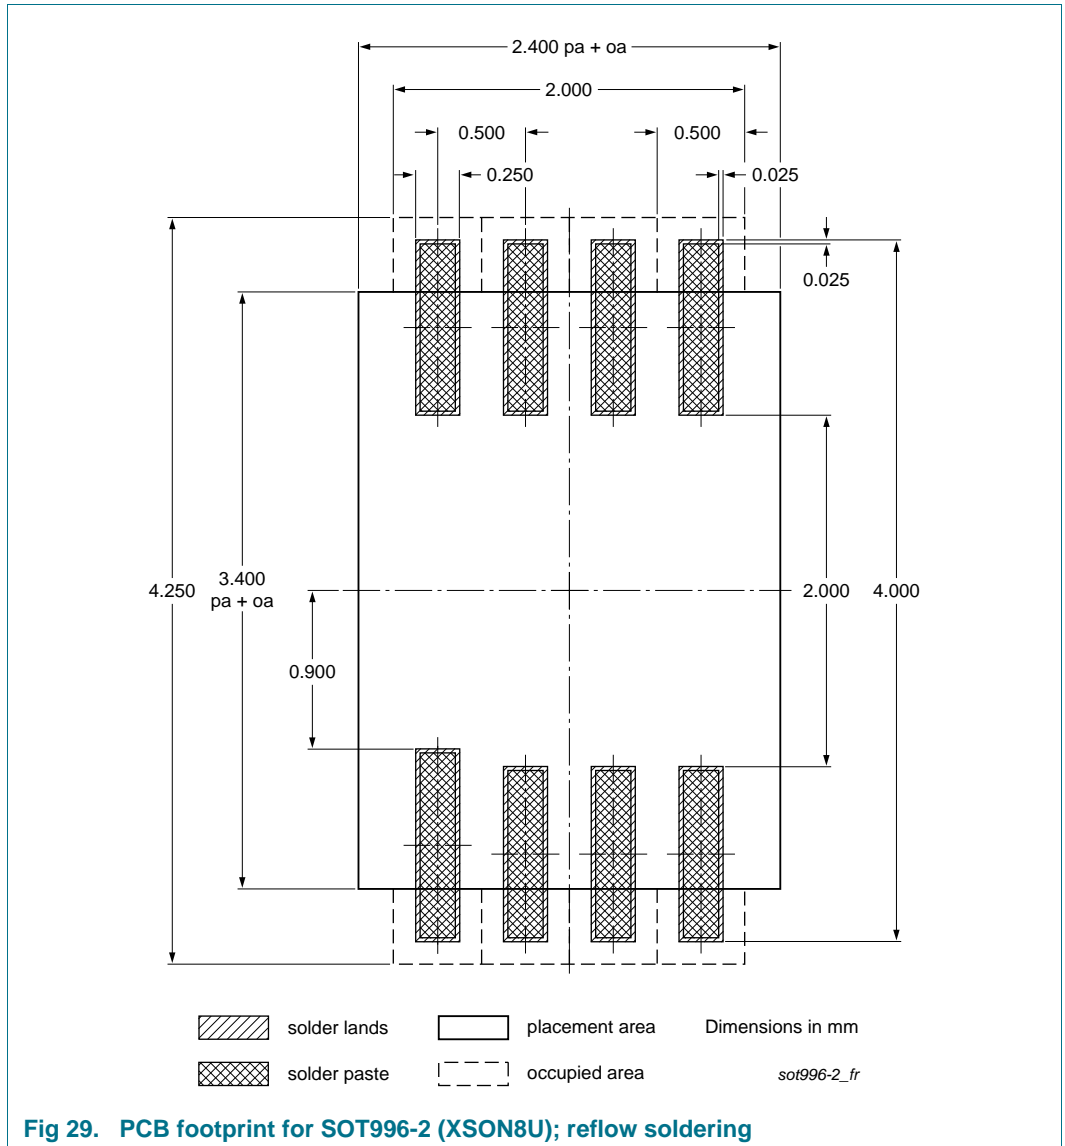 2.400 pa + oa
2.000
0.500
0.500
0.250
0.025
0.025
4.250
3.400
pa + oa
2.000
4.000
0.900
solder lands
placement area
Dimensions in mm
solder paste
occupied area
sot996-2_fr
Fig 29. PCB footprint for SOT996-2 (XSON8U); reflow soldering